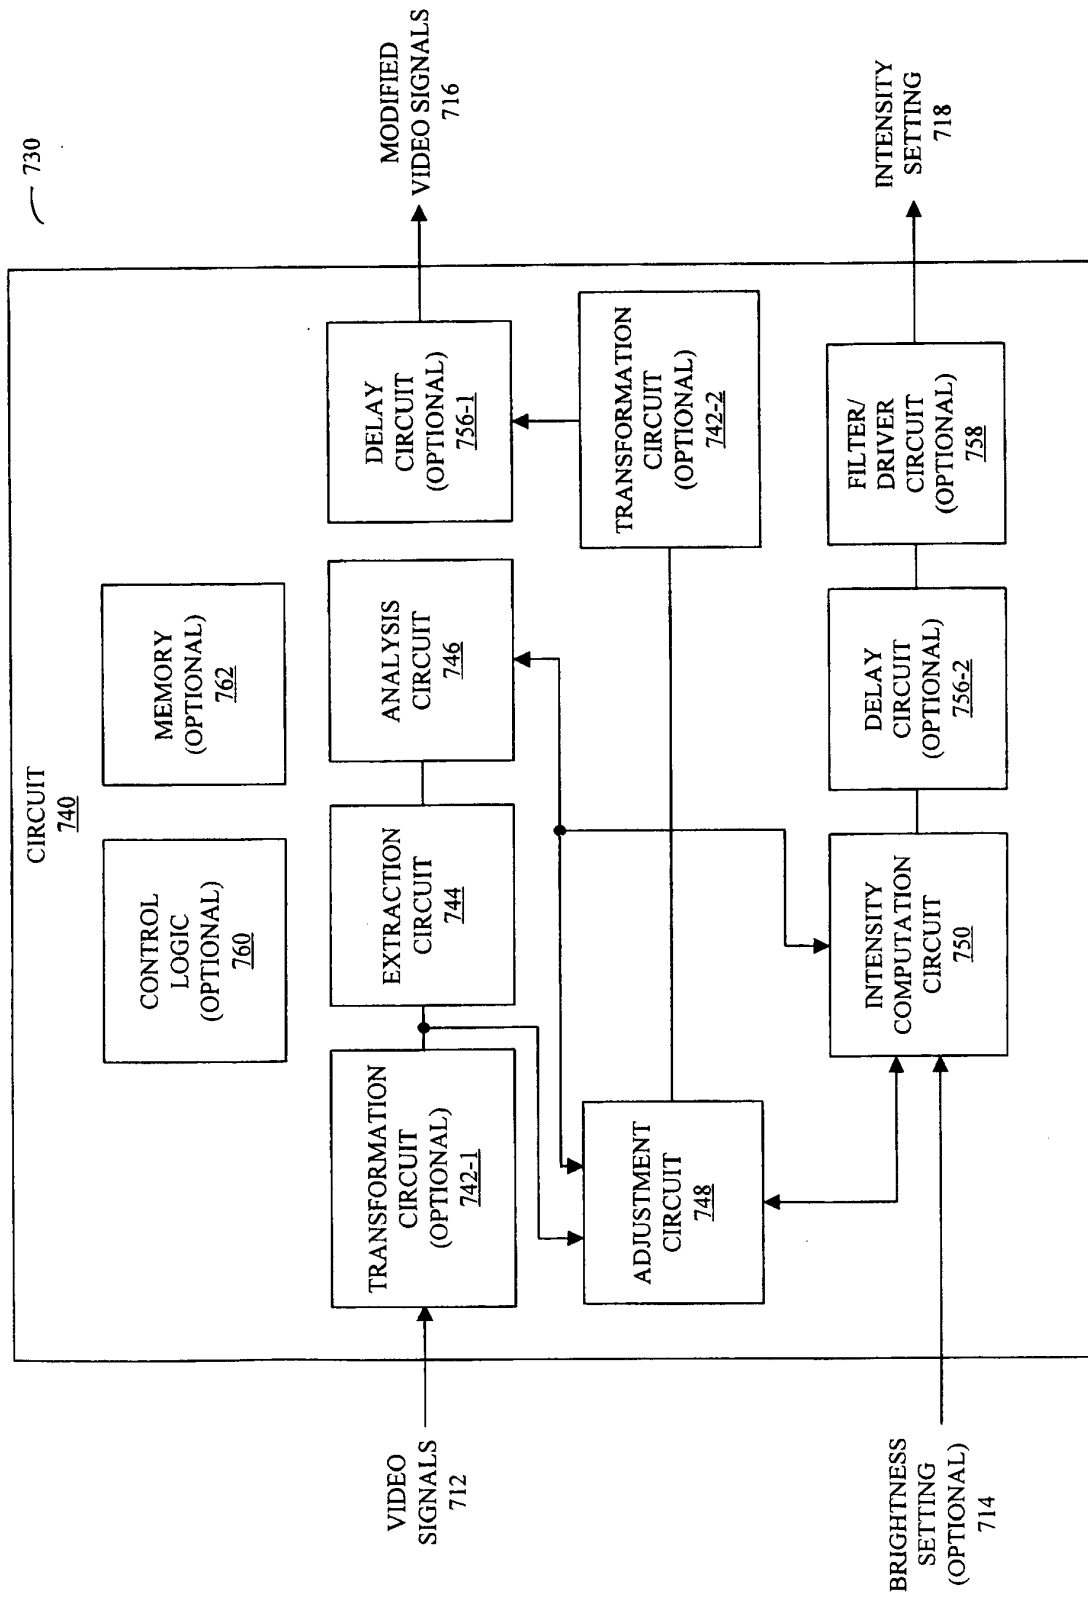 730
CIRCUIT
740
CONTROL
LOGIC
(OPTIONAL)
760
MEMORY
(OPTIONAL)
762
VIDEO
SIGNALS
712
TRANSFORMATION
CIRCUIT
(OPTIONAL)
742-1
EXTRACTION
CIRCUIT
744
ANALYSIS
CIRCUIT
746
DELAY
CIRCUIT
(OPTIONAL)
756-1
MODIFIED
VIDEO SIGNALS
716
ADJUSTMENT
CIRCUIT
748
TRANSFORMATION
CIRCUIT
(OPTIONAL)
742-2
BRIGHTNESS
SETTING
(OPTIONAL)
714
INTENSITY
COMPUTATION
CIRCUIT
750
DELAY
CIRCUIT
(OPTIONAL)
756-2
FILTER/
DRIVER
CIRCUIT
(OPTIONAL)
758
INTENSITY
SETTING
718